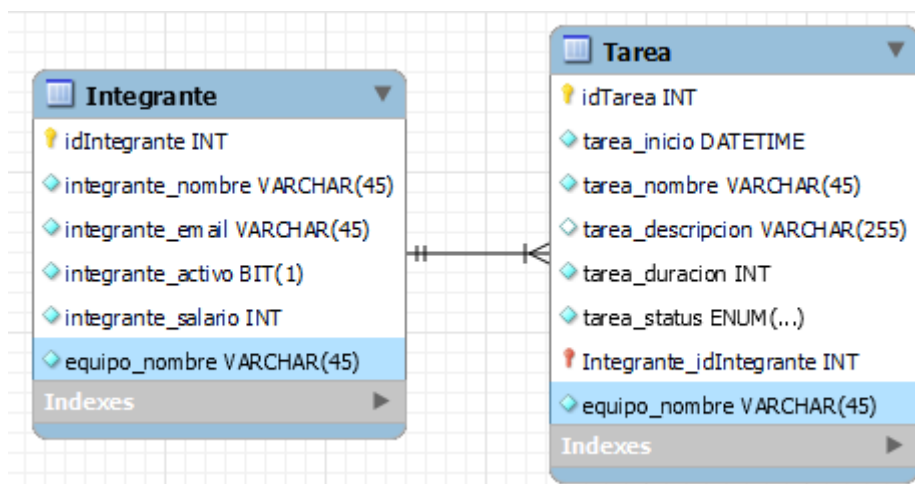 Integrante
idIntegrante INT
integrante_nombre VARCHAR(45)
integrante_email VARCHAR(45)
integrante_activo BIT(1)
integrante_salario INT
equipo_nombre VARCHAR(45)
Indexes
Tarea
idTarea INT
tarea_inicio DATETIME
tarea_nombre VARCHAR(45)
tarea_descripcion VARCHAR(255)
tarea_duracion INT
tarea_status ENUM(...)
Integrante_idIntegrante INT
equipo_nombre VARCHAR(45)
Indexes